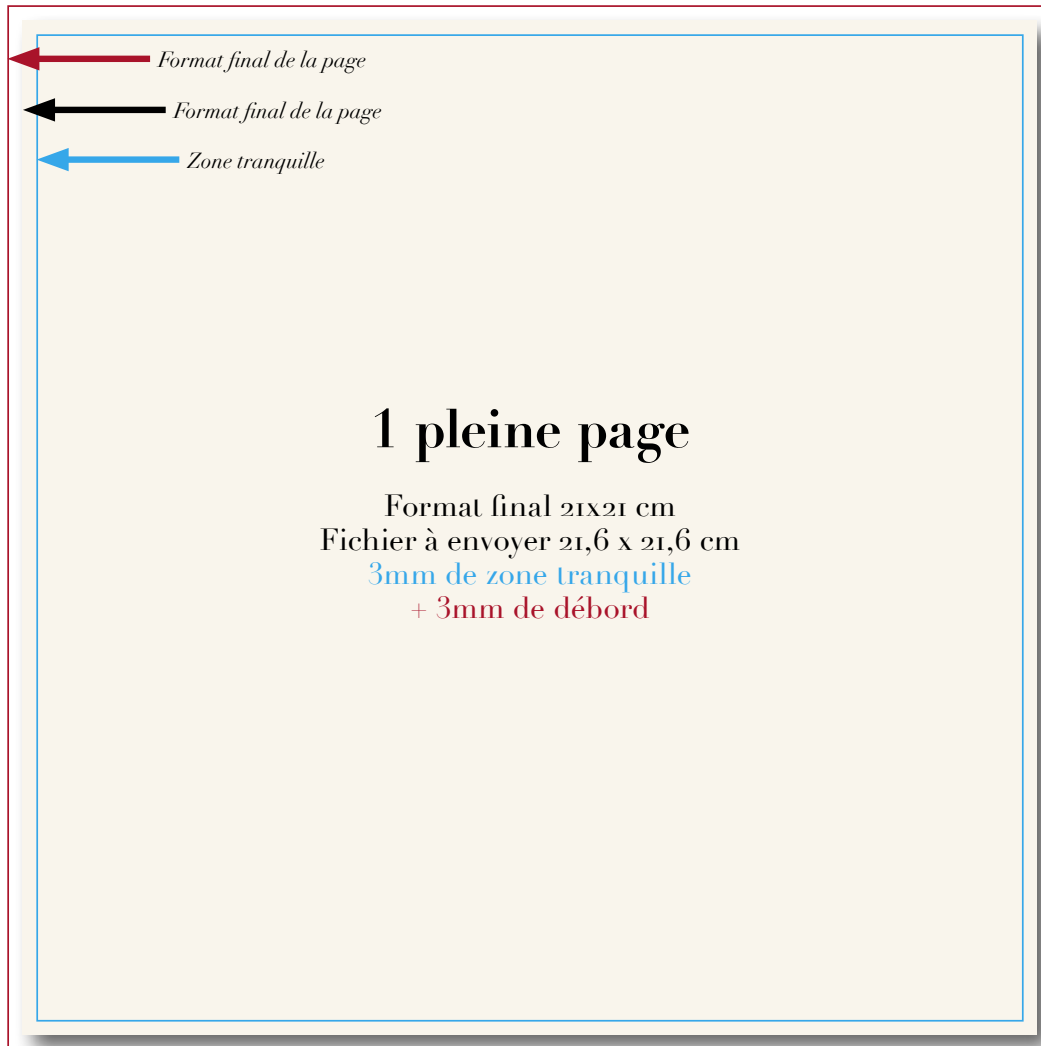 Format final de la page
Format final de la page
Zone tranquille
1 pleine page
Format final 21x21 cm
Fichier à envoyer 21,6 x 21,6 cm
3mm de zone tranquille
+ 3mm de débord